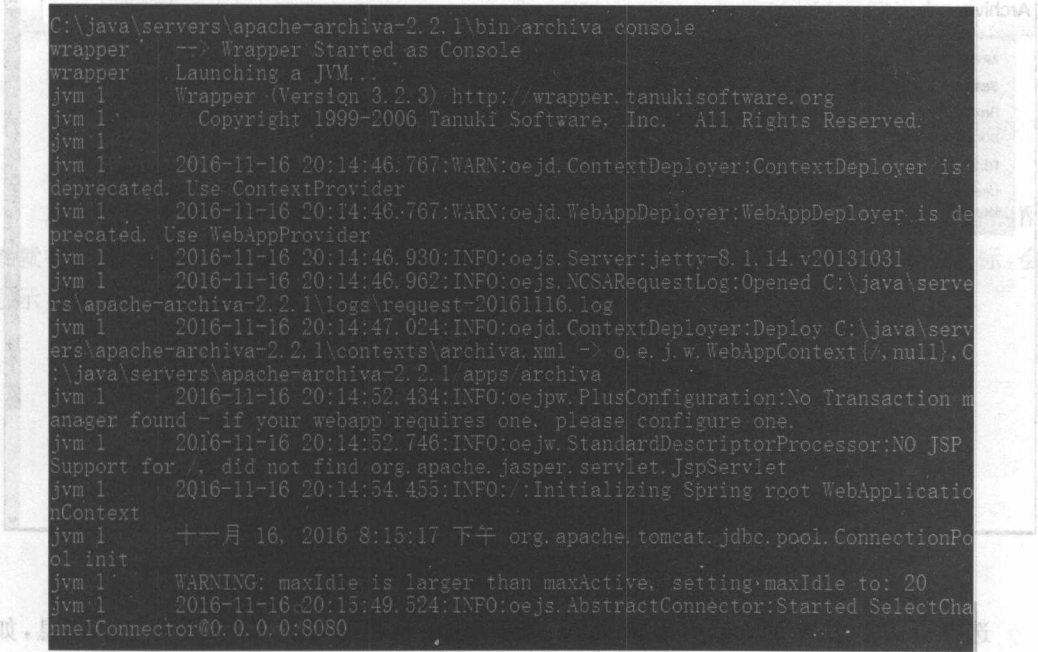 C:\java\servers\apache-archiva-2.2.1\bin>archiva console
wrapper  --> Wrapper Started as Console
wrapper  Launching a JVM...
jvm 1    Wrapper (Version 3.2.3) http://wrapper.tanukisoftware.org
jvm 1      Copyright 1999-2006 Tanuki Software, Inc.  All Rights Reserved.
jvm 1
jvm 1    2016-11-16 20:14:46.767:WARN:oejd.ContextDeployer:ContextDeployer is
deprecated. Use ContextProvider
jvm 1    2016-11-16 20:14:46.767:WARN:oejd.WebAppDeployer:WebAppDeployer is de
precated. Use WebAppProvider
jvm 1    2016-11-16 20:14:46.930:INFO:oejs.Server:jetty-8.1.14.v20131031
jvm 1    2016-11-16 20:14:46.962:INFO:oejs.NCSARequestLog:Opened C:\java\serve
rs\apache-archiva-2.2.1\logs\request-20161116.log
jvm 1    2016-11-16 20:14:47.024:INFO:oejd.ContextDeployer:Deploy C:\java\serv
ers\apache-archiva-2.2.1\contexts\archiva.xml -> o.e.j.w.WebAppContext{/,null},C
:\java\servers\apache-archiva-2.2.1/apps/archiva
jvm 1    2016-11-16 20:14:52.434:INFO:oejpw.PlusConfiguration:No Transaction m
anager found - if your webapp requires one, please configure one.
jvm 1    2016-11-16 20:14:52.746:INFO:oejw.StandardDescriptorProcessor:NO JSP
Support for /, did not find org.apache.jasper.servlet.JspServlet
jvm 1    2016-11-16 20:14:54.455:INFO:/:Initializing Spring root WebApplicatio
nContext
jvm 1    十一月 16, 2016 8:15:17 下午 org.apache.tomcat.jdbc.pool.ConnectionPo
ol init
jvm 1    WARNING: maxIdle is larger than maxActive, setting maxIdle to: 20
jvm 1    2016-11-16 20:15:49.524:INFO:oejs.AbstractConnector:Started SelectCha
nnelConnector@0.0.0.0:8080